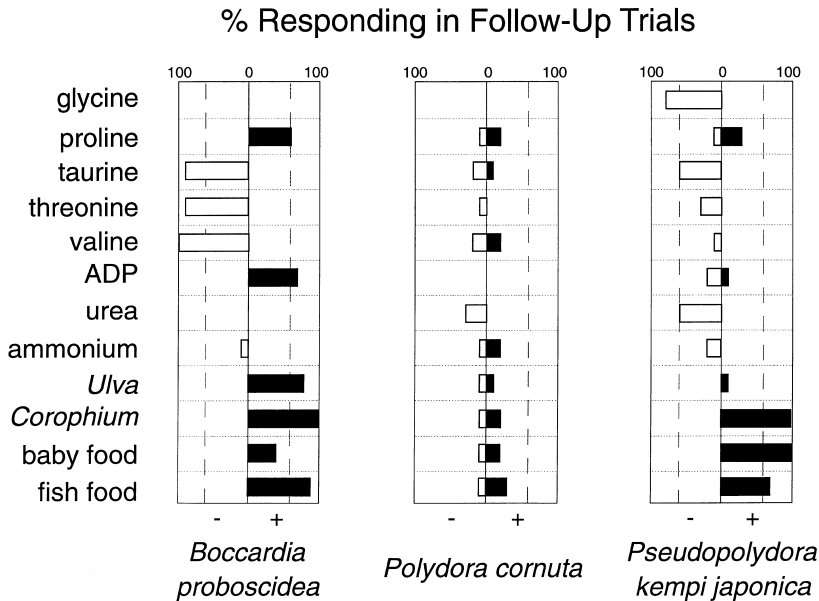 % Responding in Follow-Up Trials
100 0 100 100 0 100 100 0 100
glycine
proline
taurine
threonine
valine
ADP
urea
ammonium
Ulva
Corophium
baby food
fish food
- + - + - +
Boccardia
proboscidea
Polydora cornuta
Pseudopolydora
kempi japonica